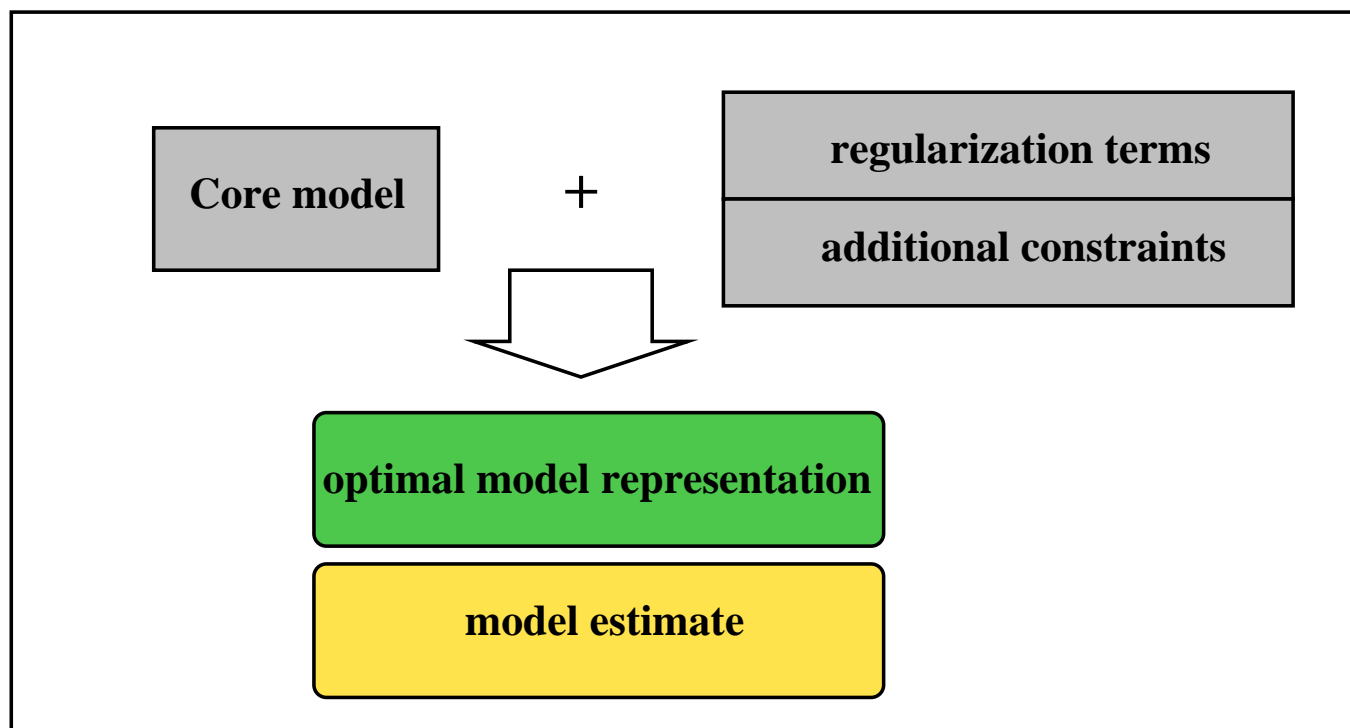 Core model
+
regularization terms
additional constraints
optimal model representation
model estimate